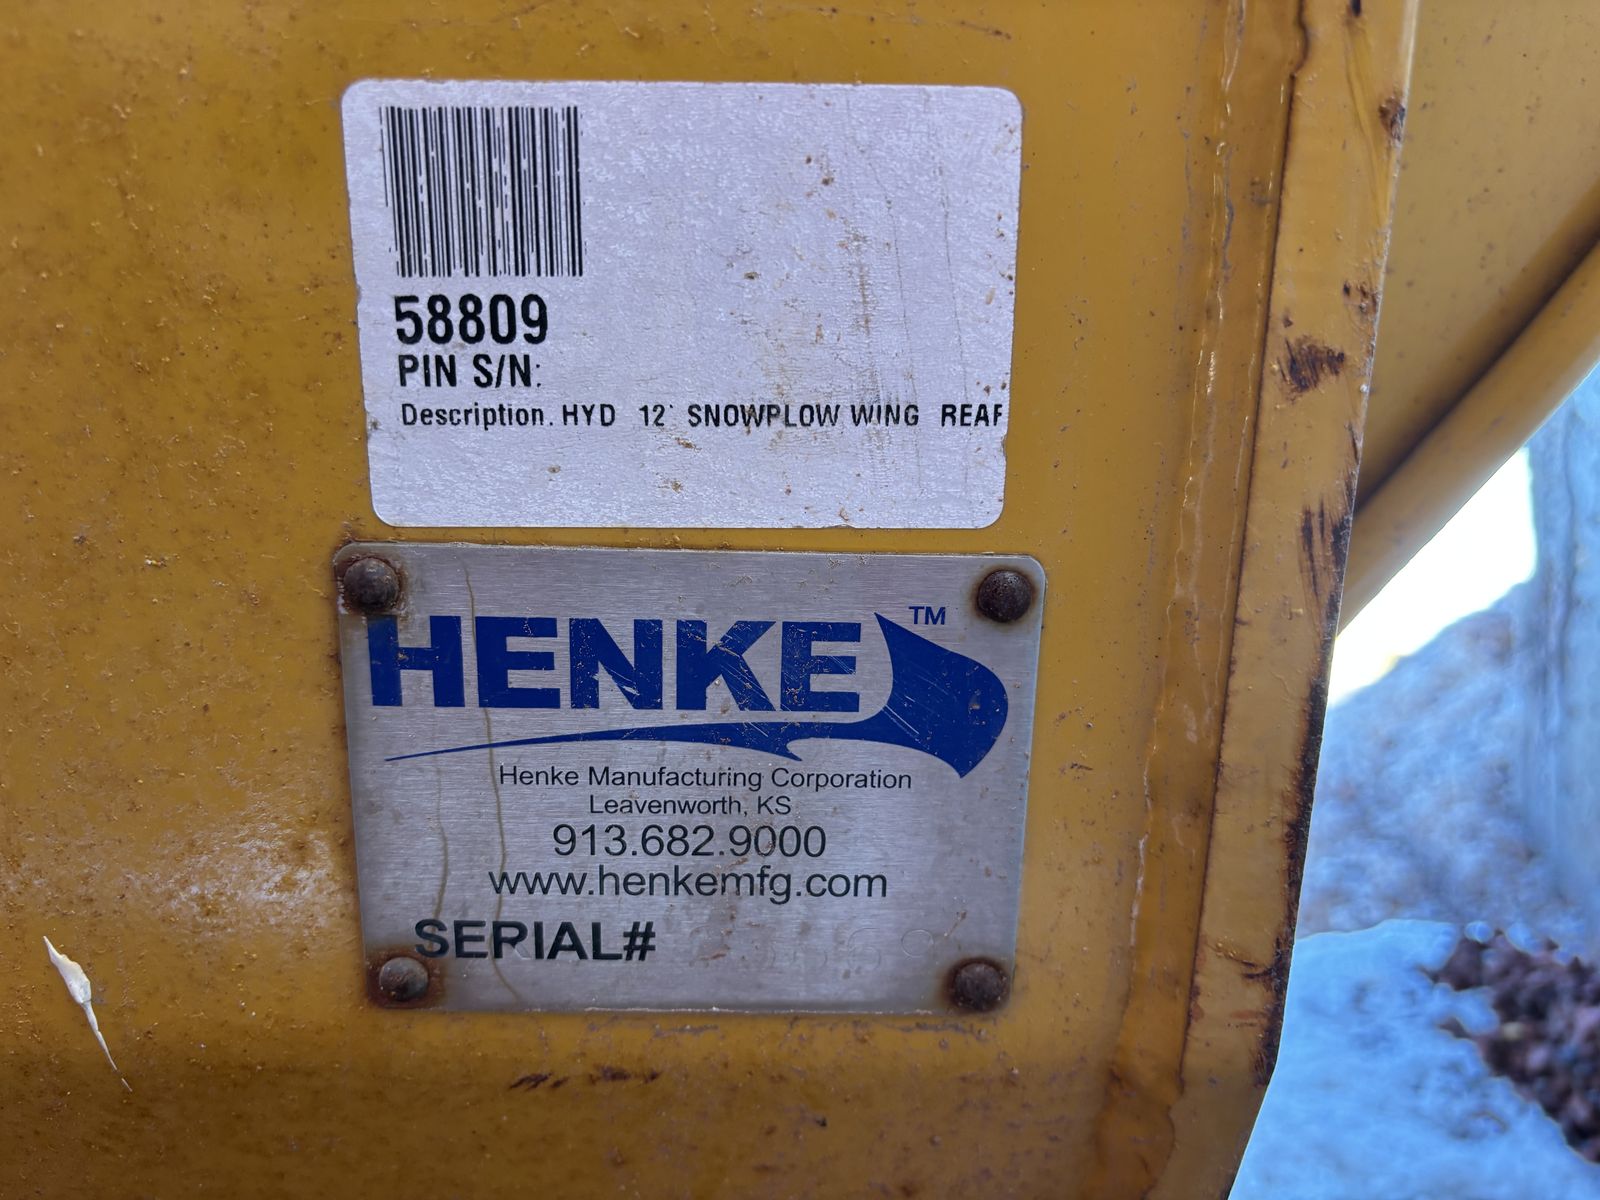 58809
PIN S/N:
Description. HYD 12' SNOWPLOW WING REAR
HENKE™
Henke Manufacturing Corporation
Leavenworth, KS
913.682.9000
www.henkemfg.com
SERIAL#